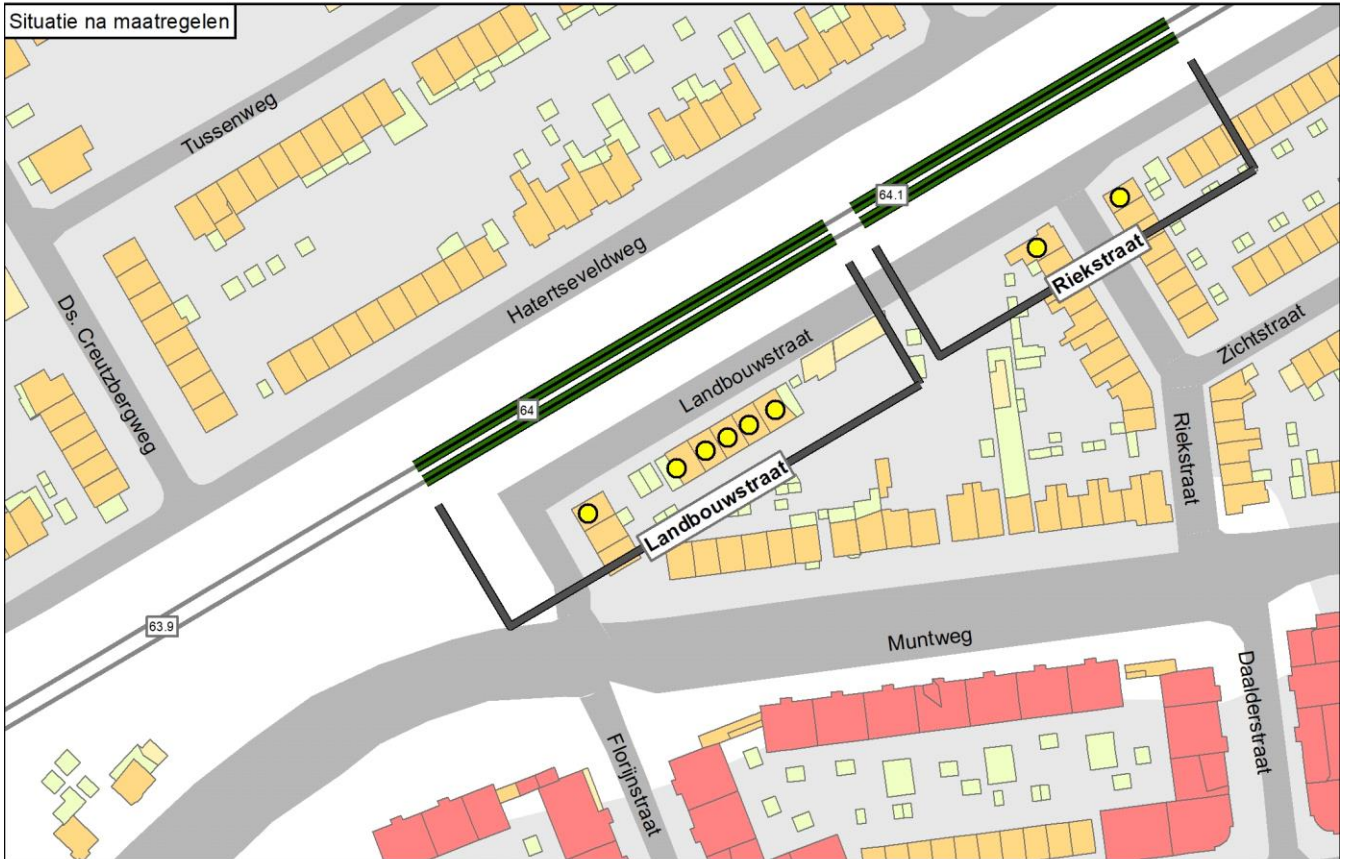 Situatie na maatregelen
Tussenweg
64.1
Riekstraat
Hatertseveldweg
Ds. Creutzbergweg
Landbouwstraat
Zichtstraat
64
Riekstraat
Landbouwstraat
63.9
Muntweg
Daalderstraat
Florijnstraat